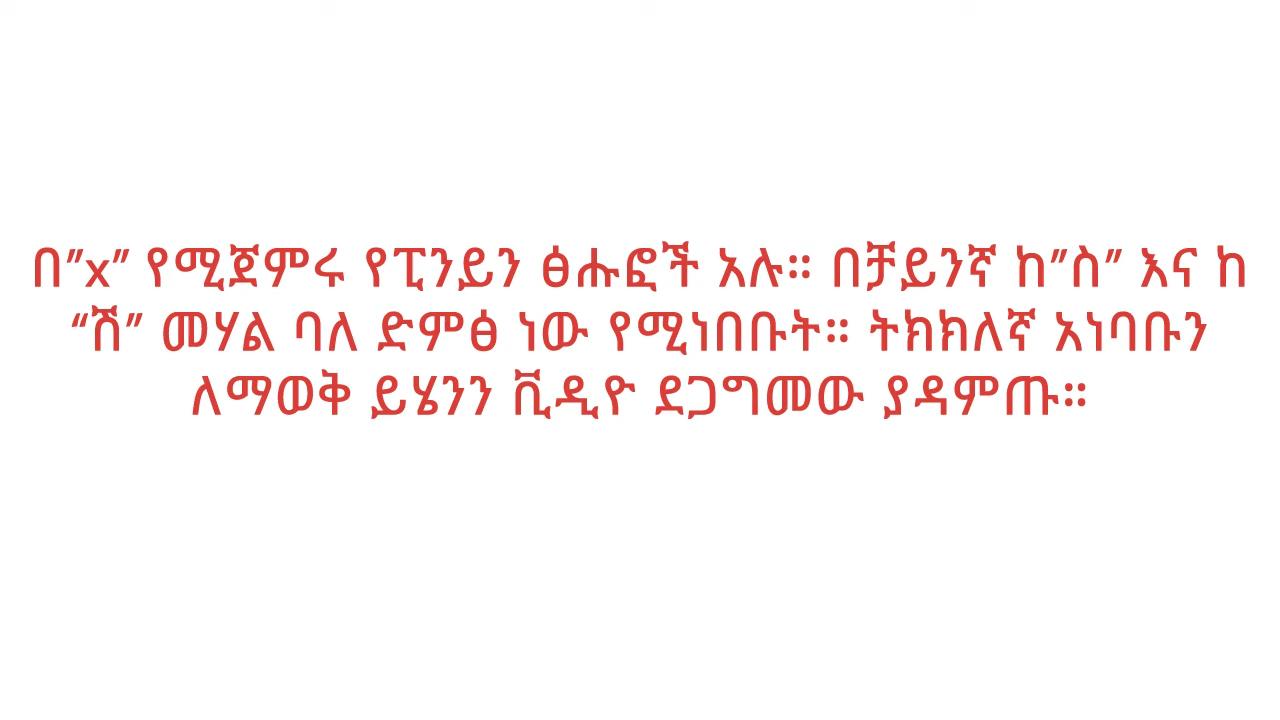 በ”x” የሚጀምሩ የፒንይን ፅሑፎች አሉ። በቻይንኛ ከ”ስ” እና ከ
“ሽ” መሃል ባለ ድምፅ ነው የሚነበቡት። ትክክለኛ አነባቡን
ለማወቅ ይሄንን ቪዲዮ ደጋግመው ያዳምጡ።